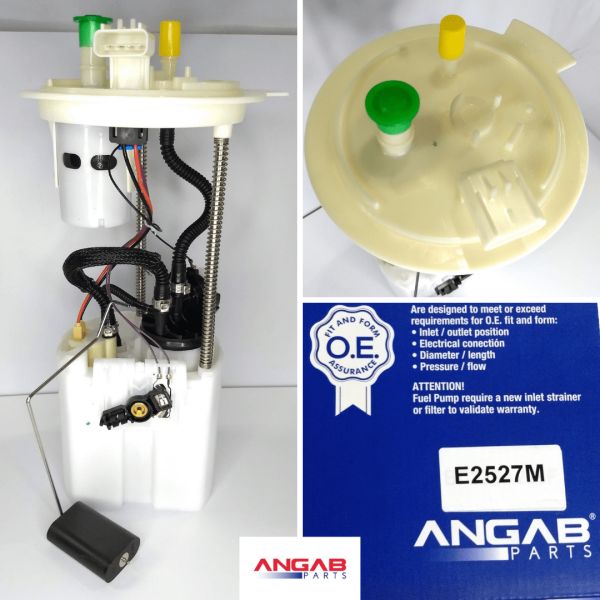 Are designed to meet or exceed
requirements for O.E. fit and form:
• Inlet / outlet position
• Electrical conectión
• Diameter / length
• Pressure / flow
ATTENTION!
Fuel Pump require a new inlet strainer
or filter to validate warranty.
FIT AND FORM
O.E.
ASSURANCE
E2527M
ANGAB®
PARTS
ANGAB
PARTS